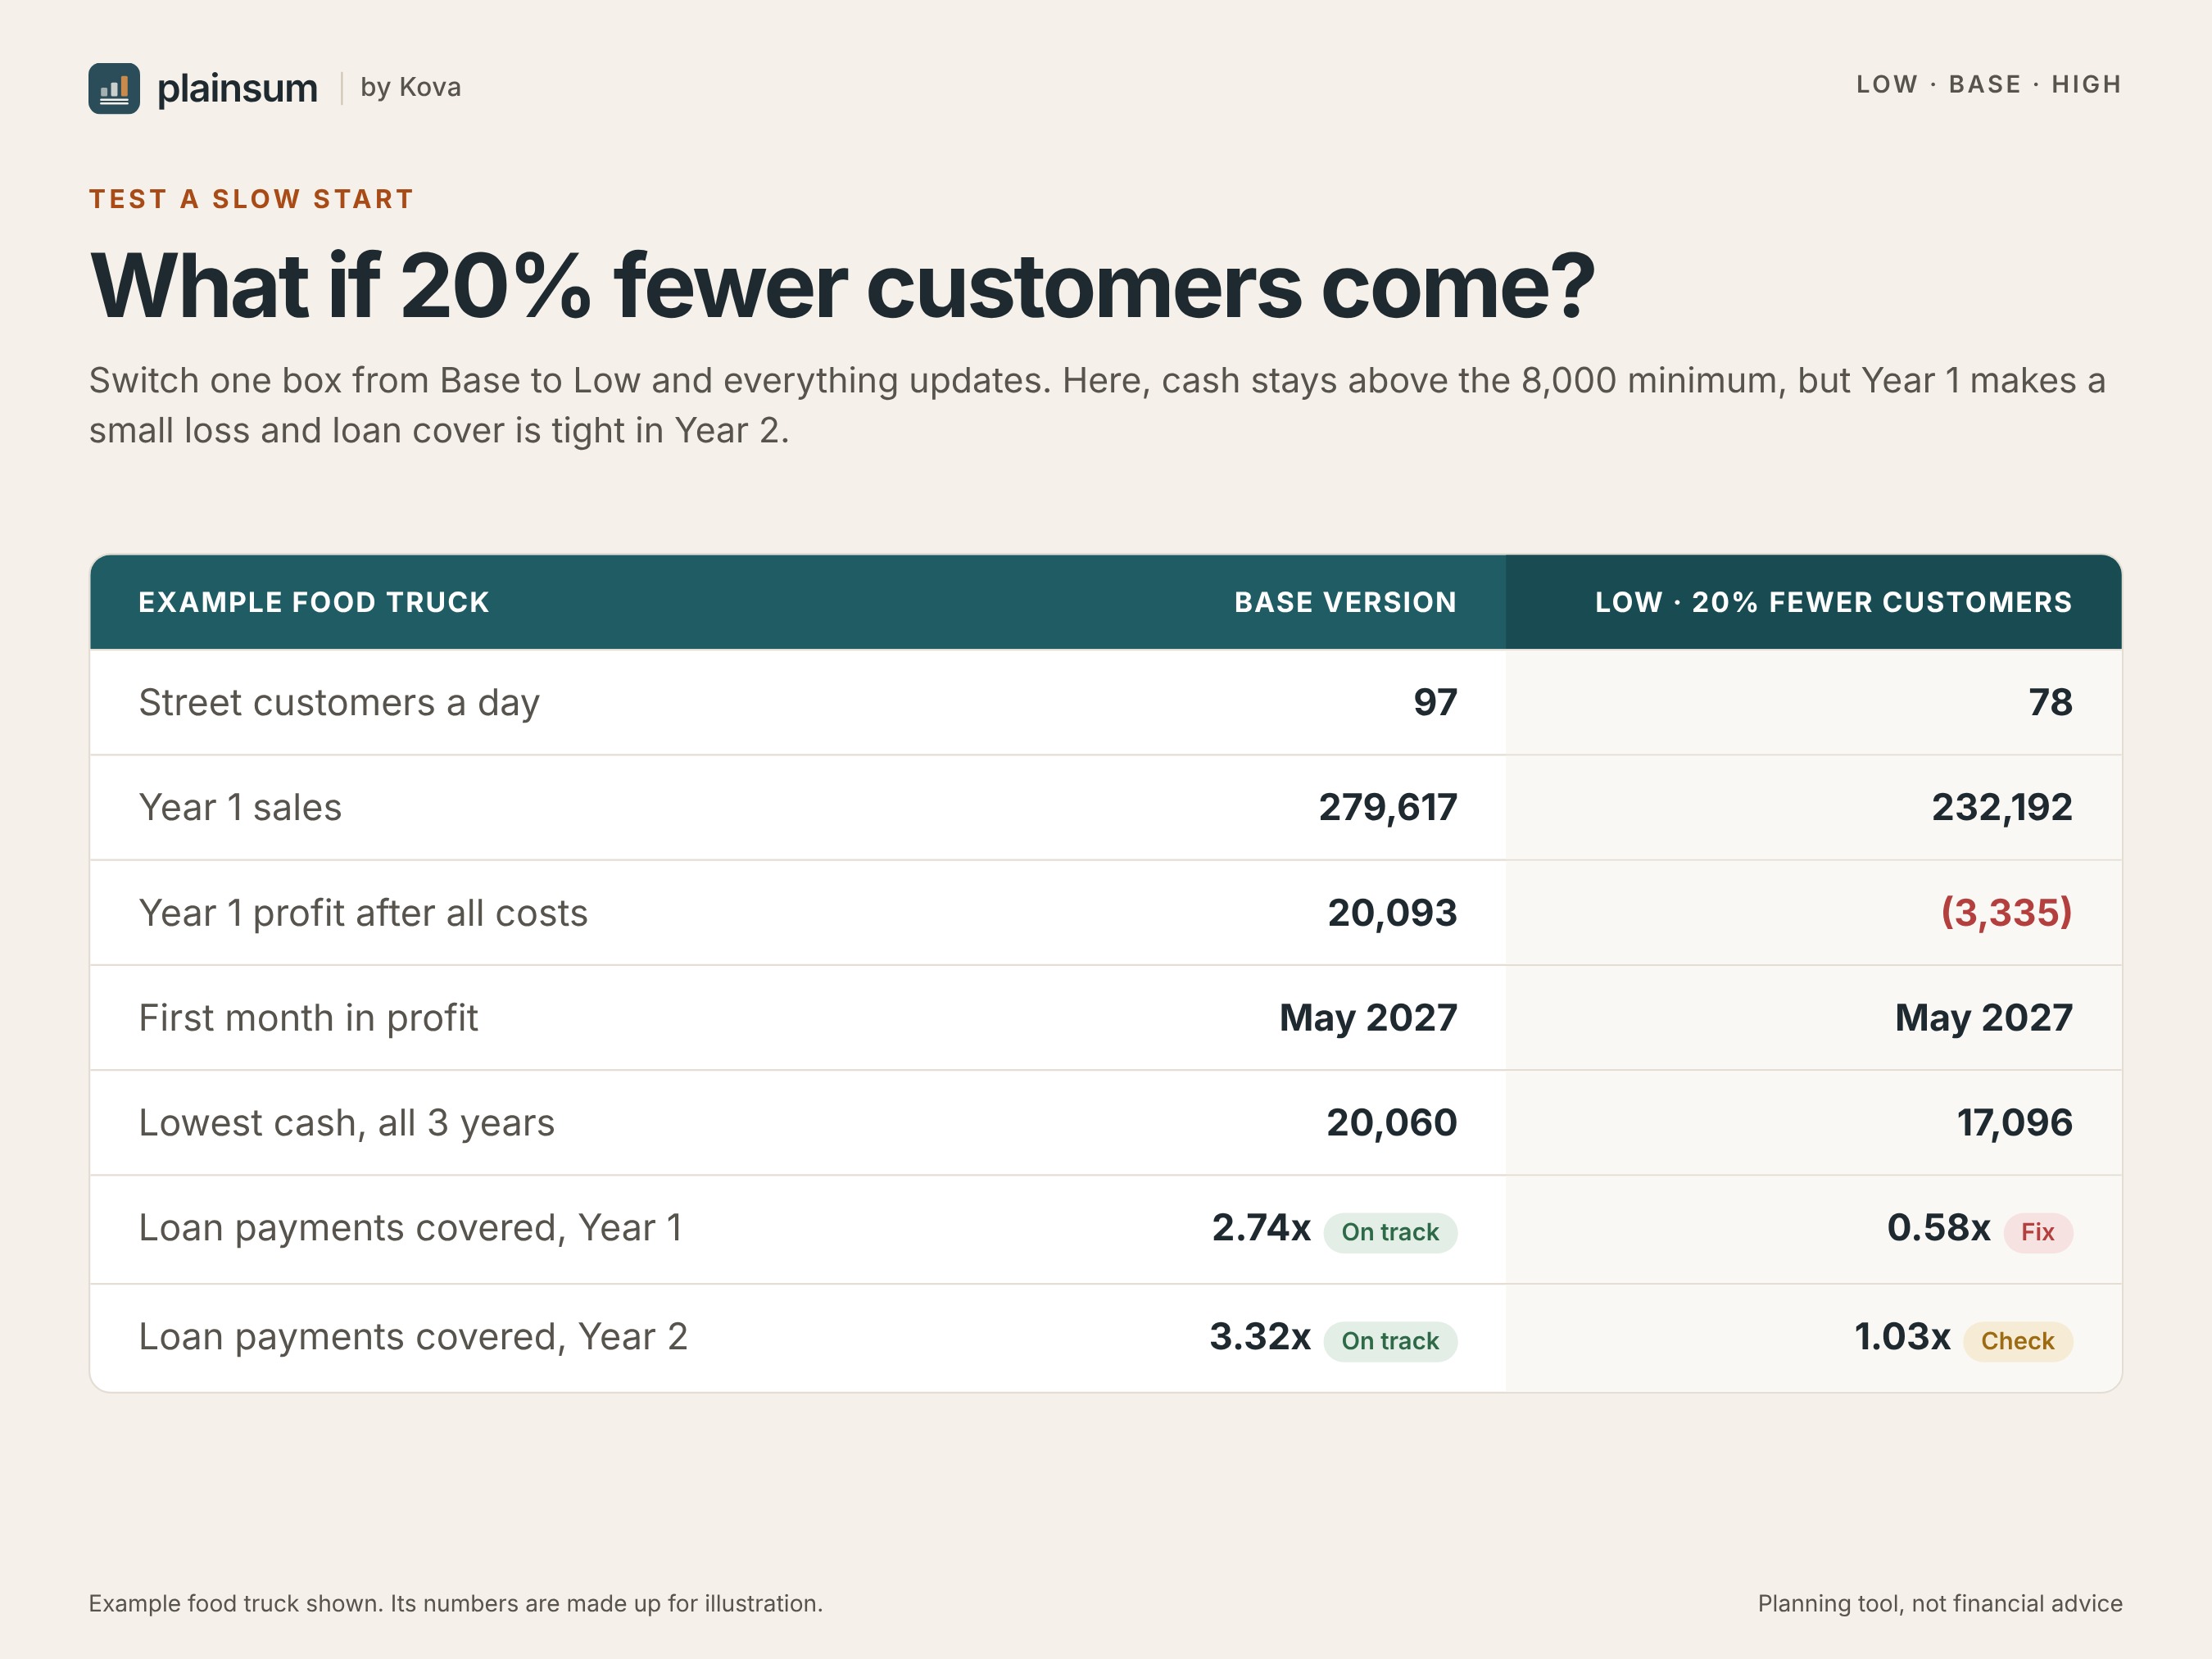 plainsum | by Kova
LOW · BASE · HIGH
TEST A SLOW START
What if 20% fewer customers come?
Switch one box from Base to Low and everything updates. Here, cash stays above the 8,000 minimum, but Year 1 makes a
small loss and loan cover is tight in Year 2.
EXAMPLE FOOD TRUCK BASE VERSION LOW · 20% FEWER CUSTOMERS
Street customers a day 97 78
Year 1 sales 279,617 232,192
Year 1 profit after all costs 20,093 (3,335)
First month in profit May 2027 May 2027
Lowest cash, all 3 years 20,060 17,096
Loan payments covered, Year 1 2.74x On track 0.58x Fix
Loan payments covered, Year 2 3.32x On track 1.03x Check
Example food truck shown. Its numbers are made up for illustration.
Planning tool, not financial advice